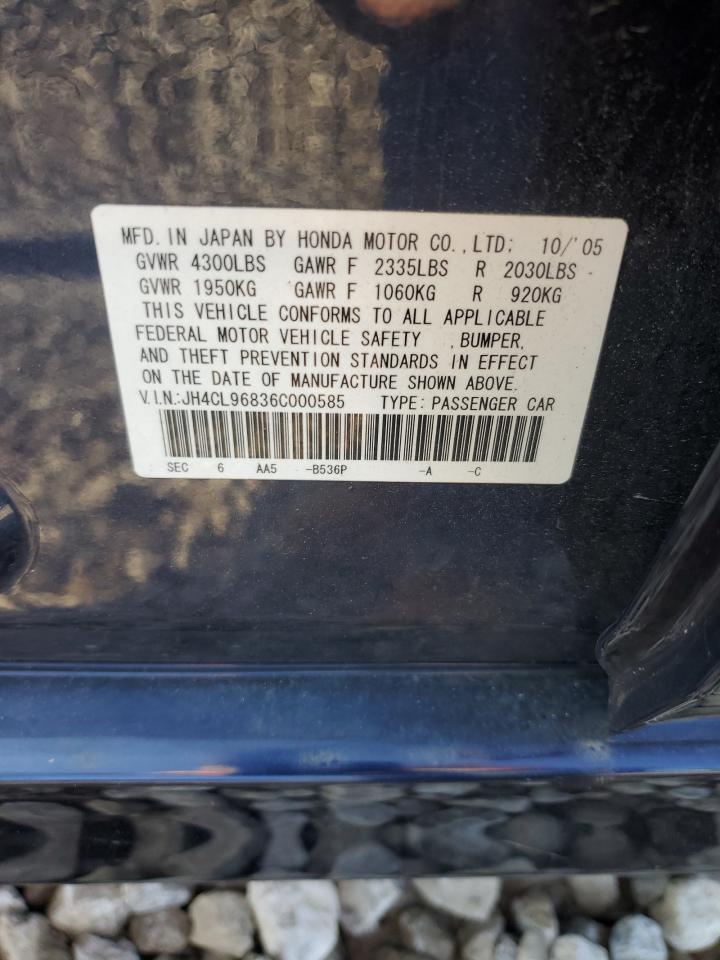 MFD. IN JAPAN BY HONDA MOTOR CO., LTD; 10/'05
GVWR 4300LBS GAWR F 2335LBS R 2030LBS
GVWR 1950KG GAWR F 1060KG R 920KG
THIS VEHICLE CONFORMS TO ALL APPLICABLE
FEDERAL MOTOR VEHICLE SAFETY , BUMPER,
AND THEFT PREVENTION STANDARDS IN EFFECT
ON THE DATE OF MANUFACTURE SHOWN ABOVE.
V.I.N.:JH4CL96836C000585 TYPE: PASSENGER CAR
SEC 6 AA5 -B536P -A -C